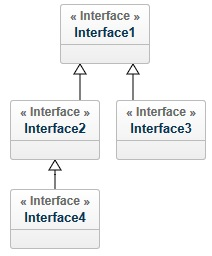 « Interface »
Interface1
« Interface »
Interface2
« Interface »
Interface3
« Interface »
Interface4